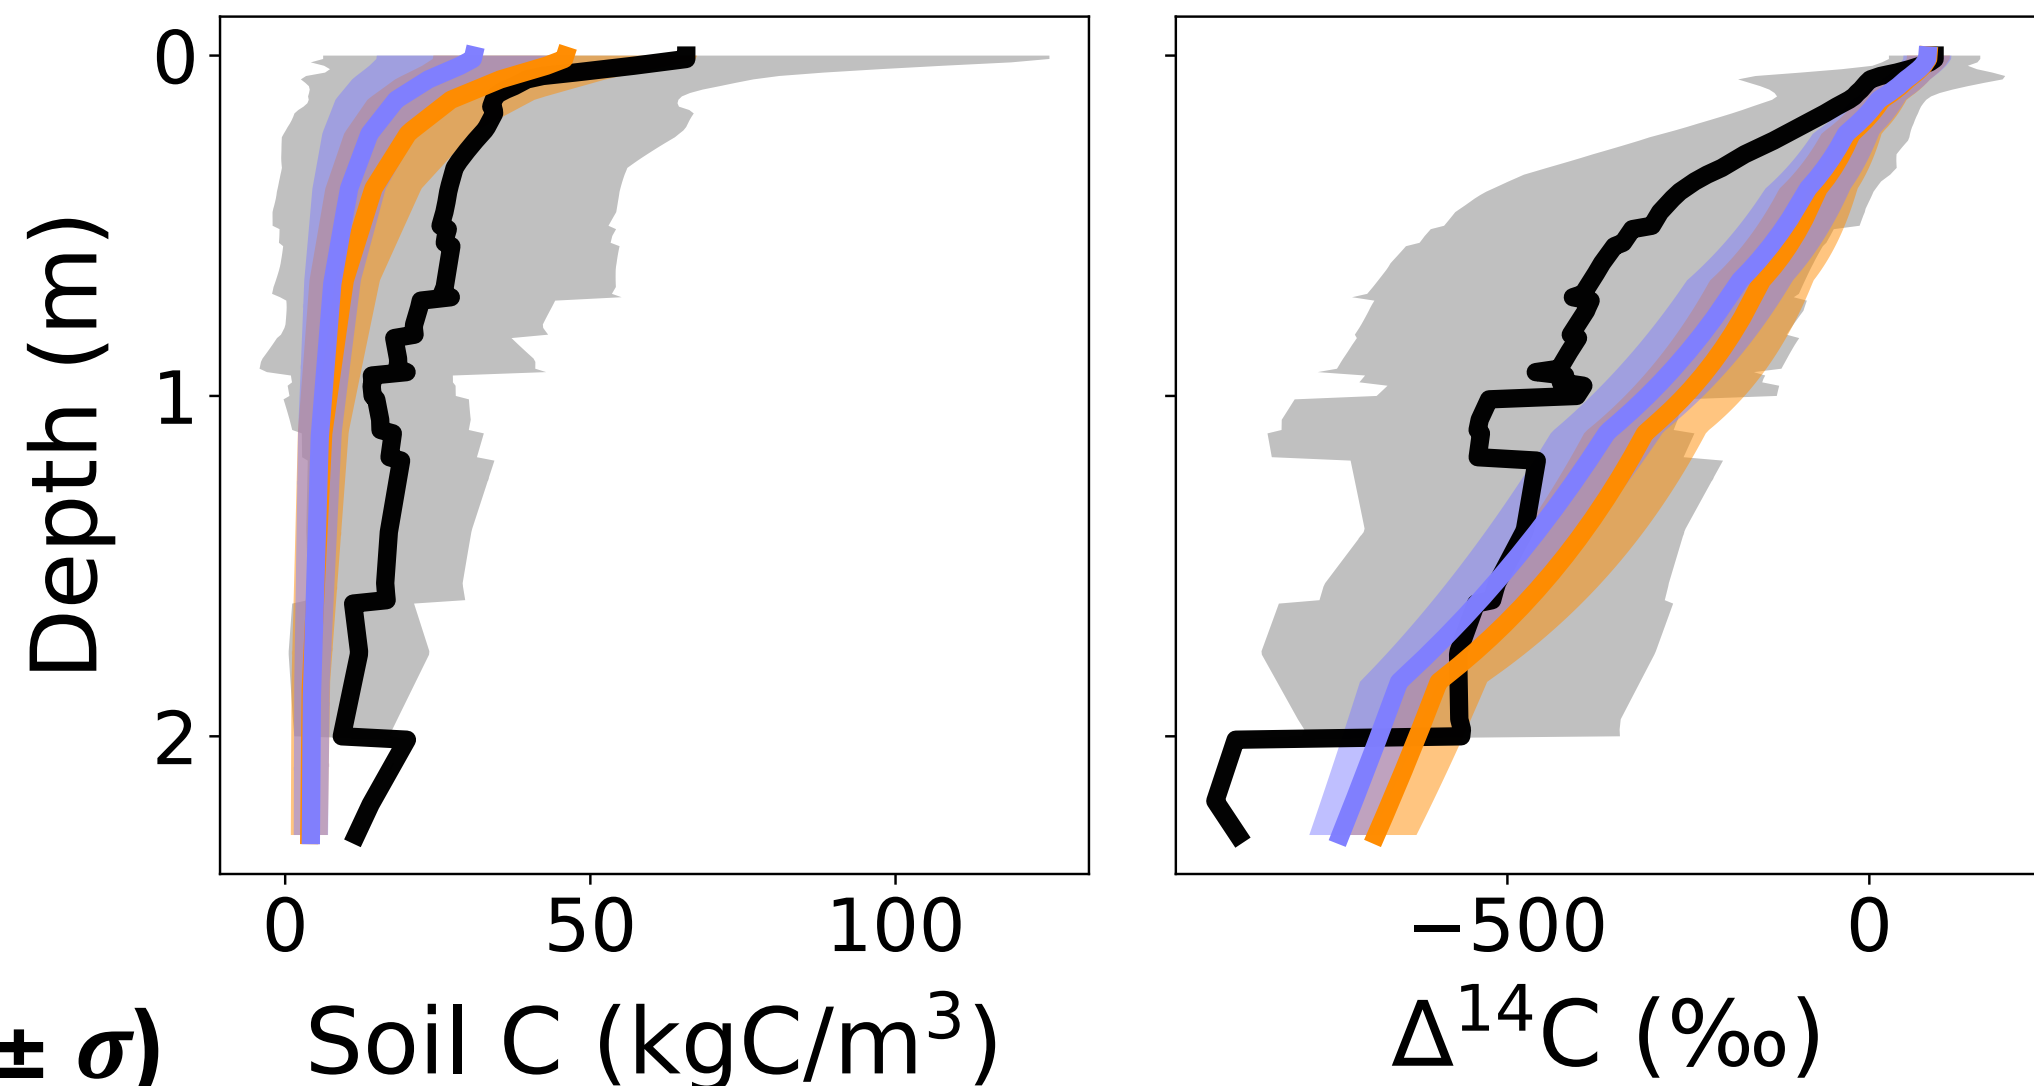 Depth (m)
0
1
2
0 50 100
−500 0
± σ)
Soil C (kgC/m³)
Δ¹⁴C (‰)